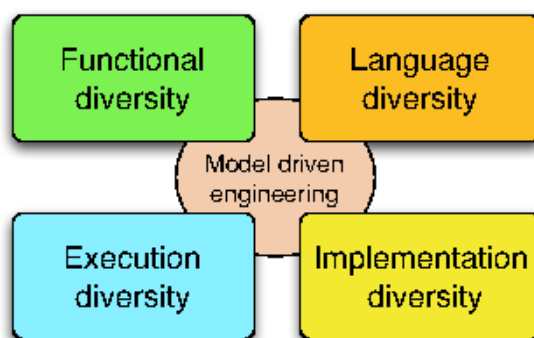 Functional
diversity
Language
diversity
Model driven
engineering
Execution
diversity
Implementation
diversity